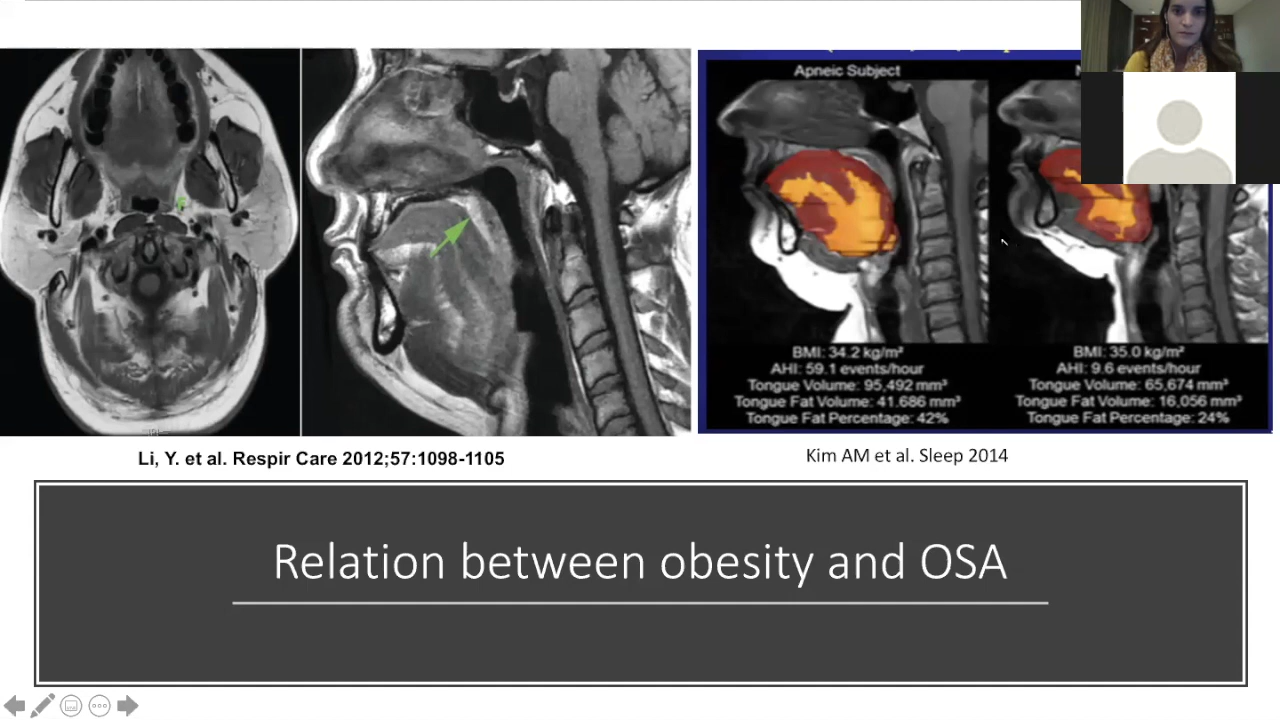 Apneic Subject
BMI: 34.2 kg/m²
AHI: 59.1 events/hour
Tongue Volume: 95,492 mm³
Tongue Fat Volume: 41.686 mm³
Tongue Fat Percentage: 42%
BMI: 35.0 kg/m²
AHI: 9.6 events/hour
Tongue Volume: 65,674 mm³
Tongue Fat Volume: 16,056 mm³
Tongue Fat Percentage: 24%
Li, Y. et al. Respir Care 2012;57:1098-1105
Kim AM et al. Sleep 2014
Relation between obesity and OSA